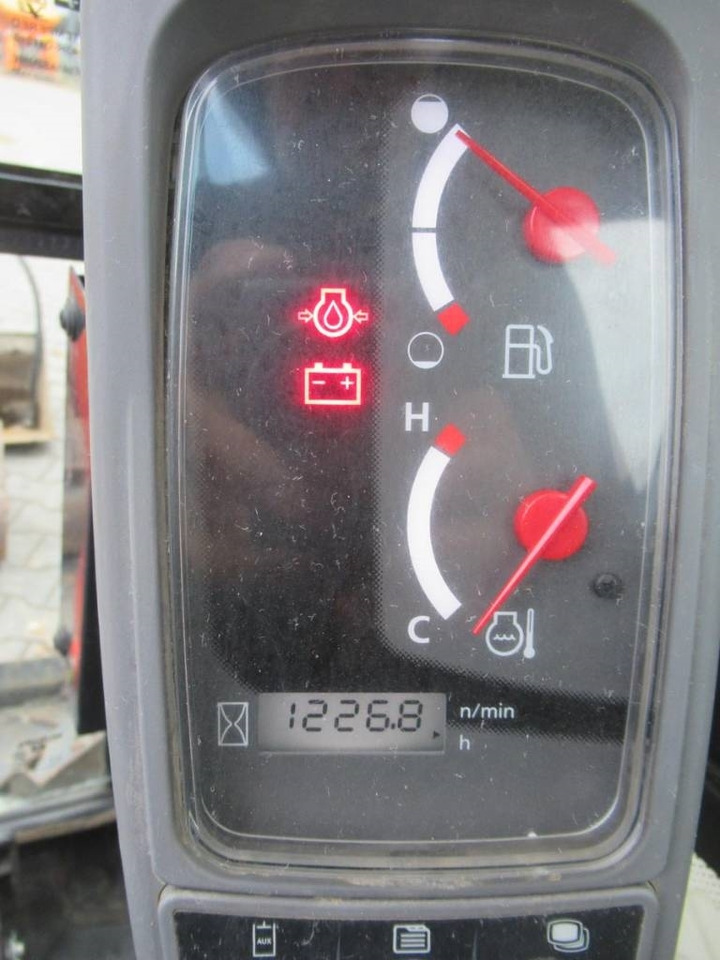 - +
H
C
1226.8 n/min
h
AUX